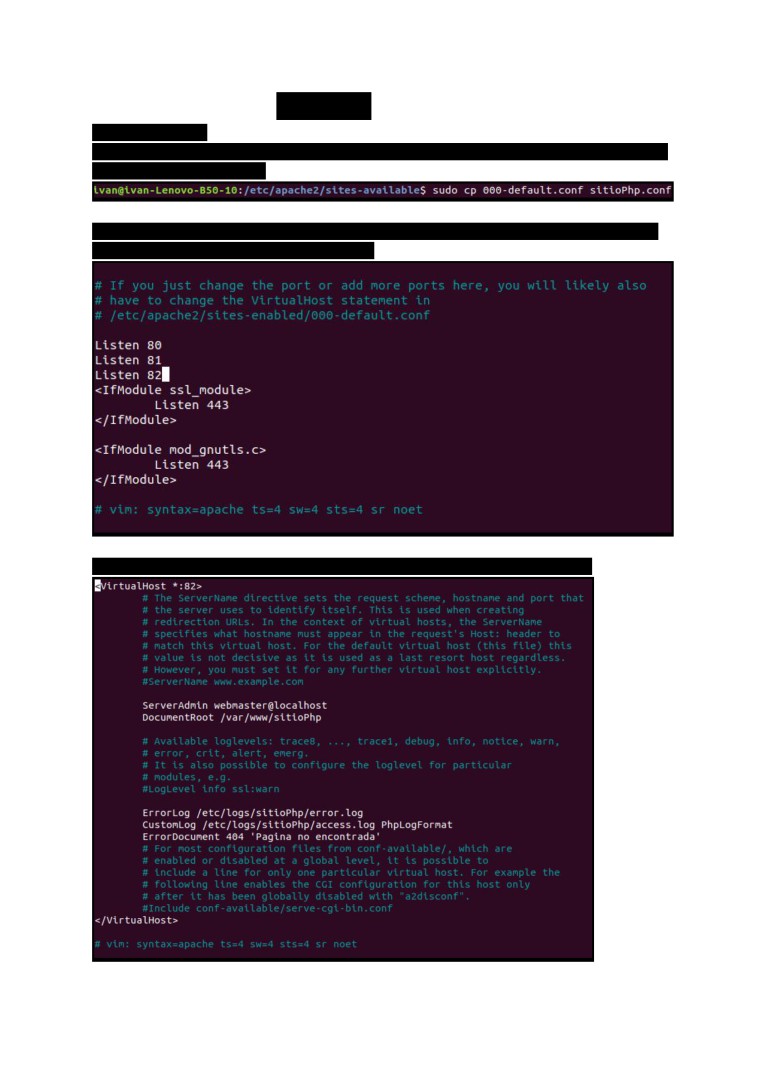 ivan@ivan-Lenovo-B50-10:/etc/apache2/sites-available$ sudo cp 000-default.conf sitioPhp.conf
# If you just change the port or add more ports here, you will likely also
# have to change the VirtualHost statement in
# /etc/apache2/sites-enabled/000-default.conf
Listen 80
Listen 81
Listen 82
<IfModule ssl_module>
Listen 443
</IfModule>
<IfModule mod_gnutls.c>
Listen 443
</IfModule>
# vim: syntax=apache ts=4 sw=4 sts=4 sr noet
<VirtualHost *:82>
# The ServerName directive sets the request scheme, hostname and port that
# the server uses to identify itself. This is used when creating
# redirection URLs. In the context of virtual hosts, the ServerName
# specifies what hostname must appear in the request's Host: header to
# match this virtual host. For the default virtual host (this file) this
# value is not decisive as it is used as a last resort host regardless.
# However, you must set it for any further virtual host explicitly.
#ServerName www.example.com
ServerAdmin webmaster@localhost
DocumentRoot /var/www/sitioPhp
# Available loglevels: trace8, ..., trace1, debug, info, notice, warn,
# error, crit, alert, emerg.
# It is also possible to configure the loglevel for particular
# modules, e.g.
#LogLevel info ssl:warn
ErrorLog /etc/logs/sitioPhp/error.log
CustomLog /etc/logs/sitioPhp/access.log PhpLogFormat
ErrorDocument 404 'Pagina no encontrada'
# For most configuration files from conf-available/, which are
# enabled or disabled at a global level, it is possible to
# include a line for only one particular virtual host. For example the
# following line enables the CGI configuration for this host only
# after it has been globally disabled with "a2disconf".
#Include conf-available/serve-cgi-bin.conf
</VirtualHost>
# vim: syntax=apache ts=4 sw=4 sts=4 sr noet